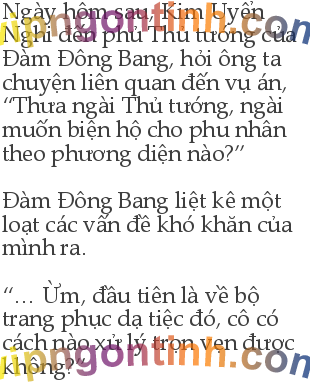 Ngày hôm sau, Kim Uyển
Nghi đến phủ Thủ tướng của
Đàm Đông Bang, hỏi ông ta
chuyện liên quan đến vụ án,
“Thưa ngài Thủ tướng, ngài
muốn biện hộ cho phu nhân
theo phương diện nào?”
Đàm Đông Bang liệt kê một
loạt các vấn đề khó khăn của
mình ra.
“… Ừm, đầu tiên là về bộ
trang phục dạ tiệc đó, cô có
cách nào xử lý trọn vẹn được
không?”
vipngontinh.com
vipngontinh.com